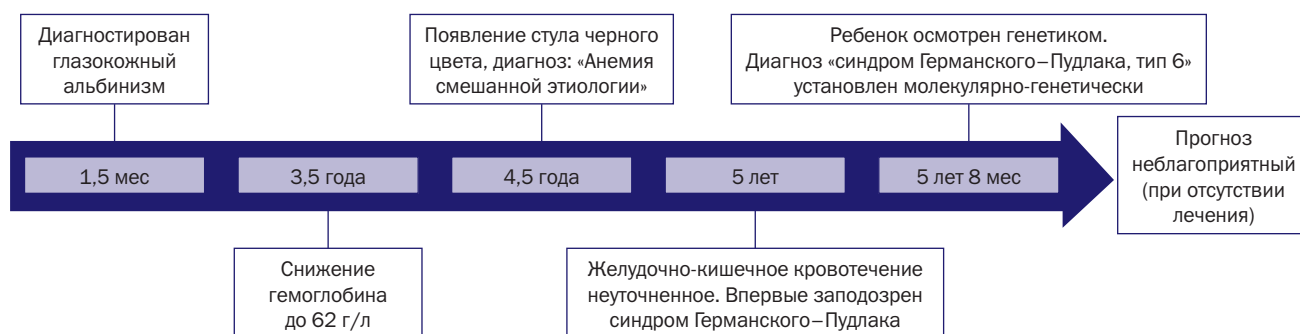 Диагностирован
глазокожный
альбинизм
Появление стула черного
цвета, диагноз: «Анемия
смешанной этиологии»
Ребенок осмотрен генетиком.
Диагноз «синдром Германского–Пудлака, тип 6»
установлен молекулярно-генетически
1,5 мес
3,5 года
4,5 года
5 лет
5 лет 8 мес
Прогноз
неблагоприятный
(при отсутствии
лечения)
Снижение
гемоглобина
до 62 г/л
Желудочно-кишечное кровотечение
неуточненное. Впервые заподозрен
синдром Германского–Пудлака